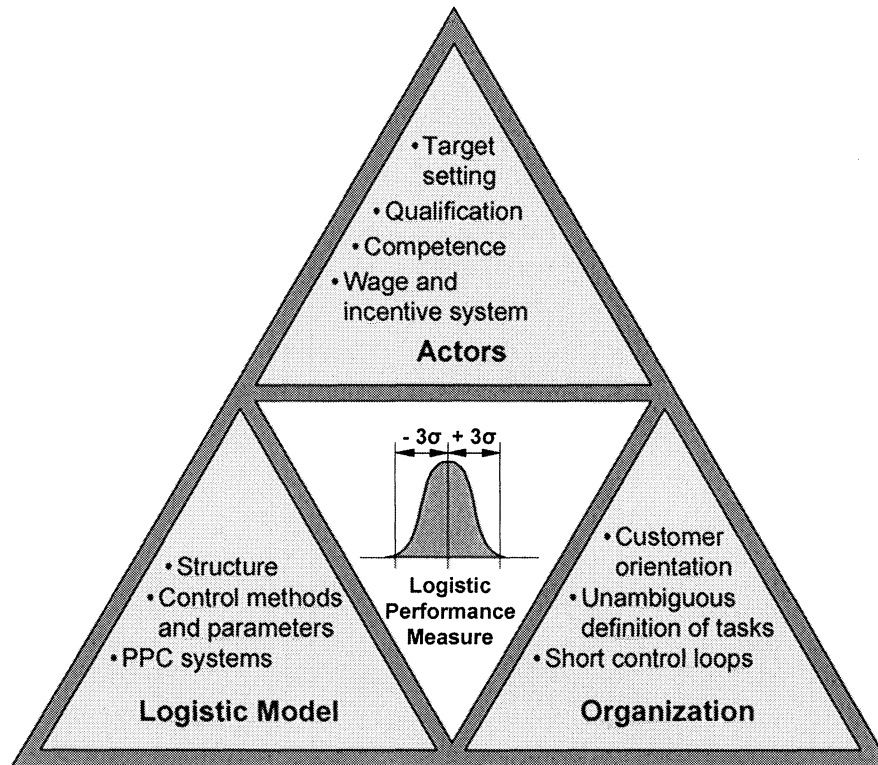 • Target
setting
• Qualification
• Competence
• Wage and
incentive system
Actors
- 3σ + 3σ
Logistic
Performance
Measure
• Structure
• Control methods
and parameters
• PPC systems
Logistic Model
• Customer
orientation
• Unambiguous
definition of tasks
• Short control loops
Organization